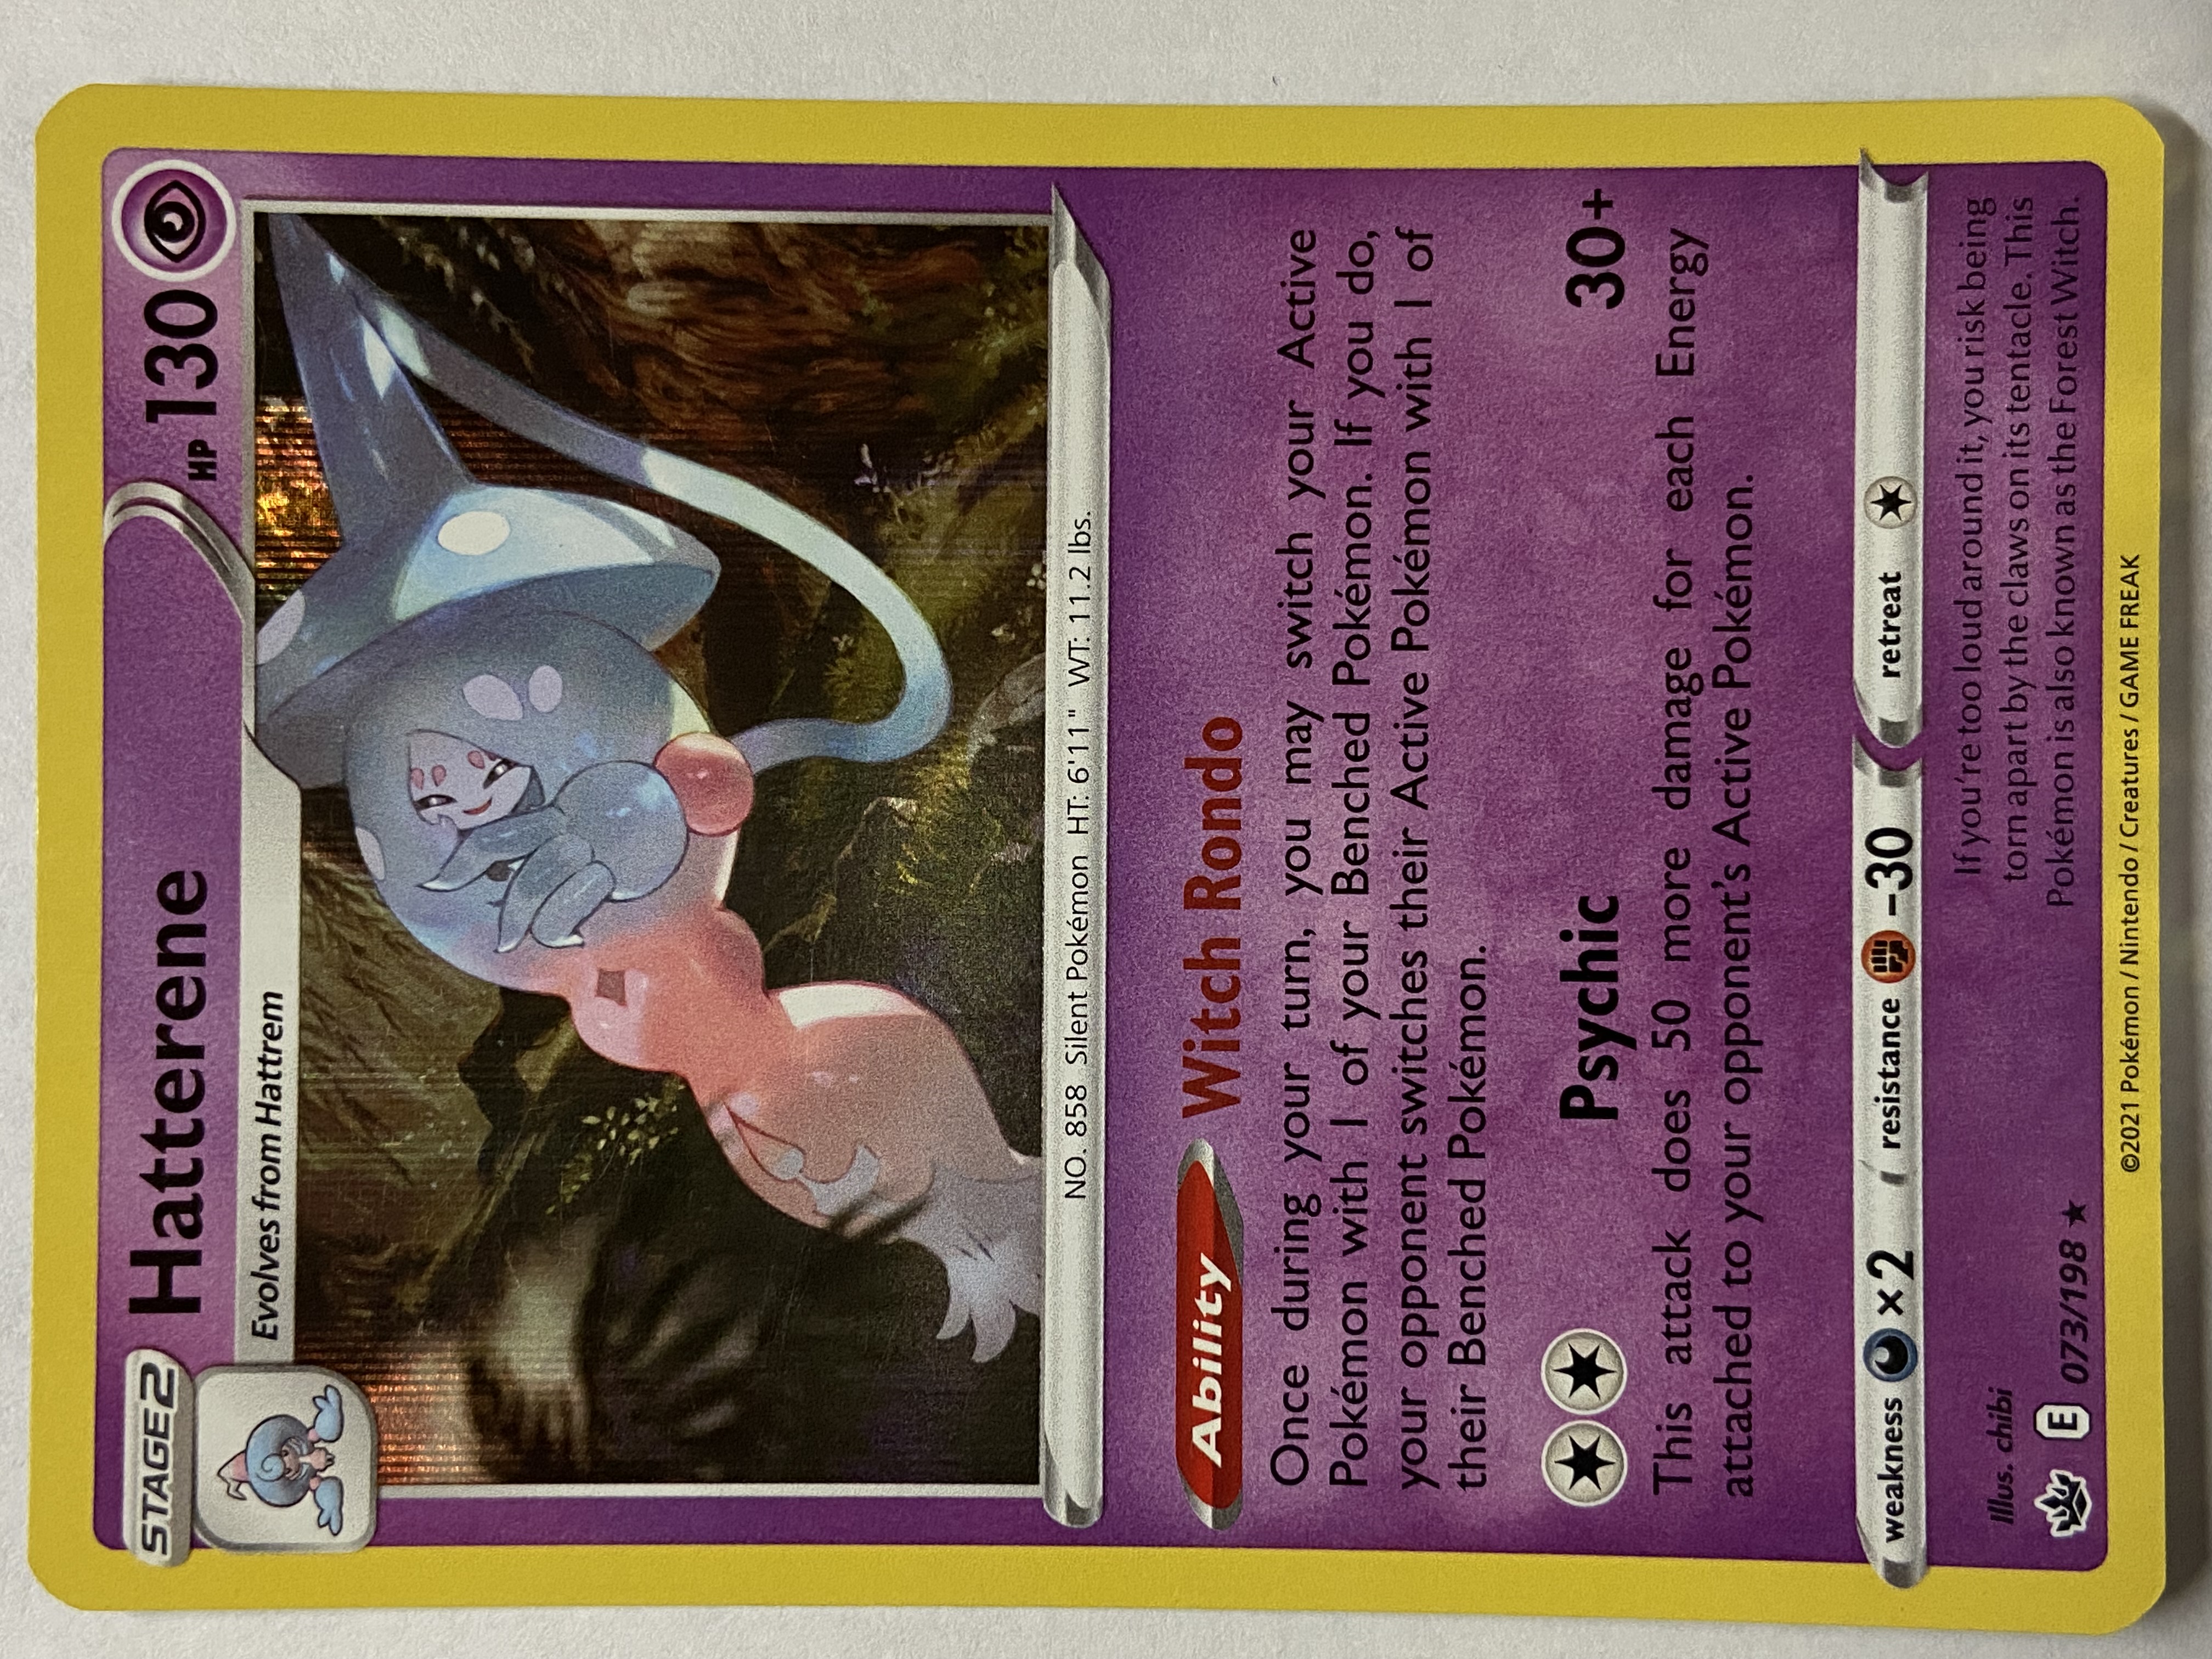 STAGE 2
Hatterene
HP 130
Evolves from Hattrem
NO. 858 Silent Pokémon HT: 6'11" WT: 11.2 lbs.
Ability Witch Rondo
Once during your turn, you may switch your Active
Pokémon with 1 of your Benched Pokémon. If you do,
your opponent switches their Active Pokémon with 1 of
their Benched Pokémon.
Psychic 30+
This attack does 50 more damage for each Energy
attached to your opponent's Active Pokémon.
weakness ×2 resistance -30 retreat
If you're too loud around it, you risk being
torn apart by the claws on its tentacle. This
Pokémon is also known as the Forest Witch.
Illus. chibi
E 073/198 ★
©2021 Pokémon / Nintendo / Creatures / GAME FREAK